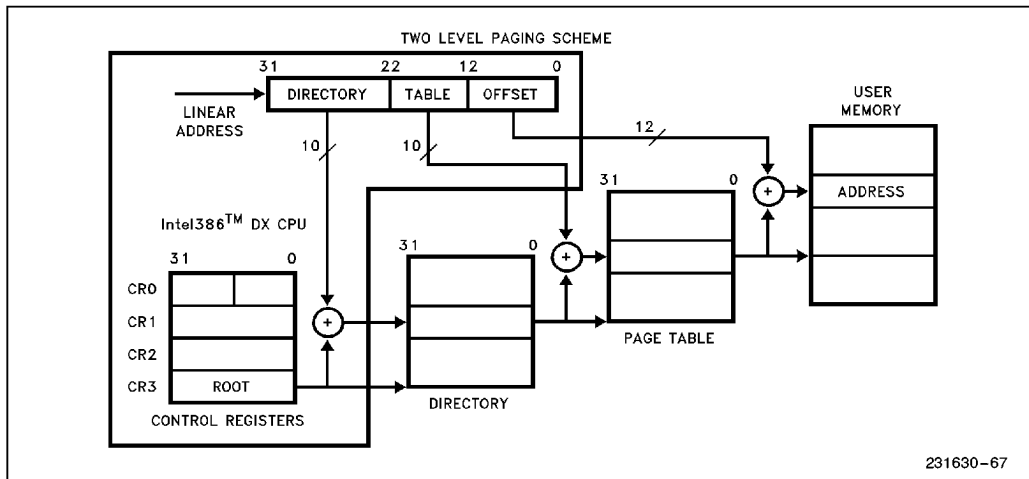 TWO LEVEL PAGING SCHEME
31 22 12 0
DIRECTORY TABLE OFFSET
LINEAR
ADDRESS
USER
MEMORY
10 10 12
31 0
ADDRESS
Intel386™ DX CPU
31 0
31 0
CR0
CR1
CR2
CR3 ROOT
PAGE TABLE
CONTROL REGISTERS
DIRECTORY
+
+
+
231630-67